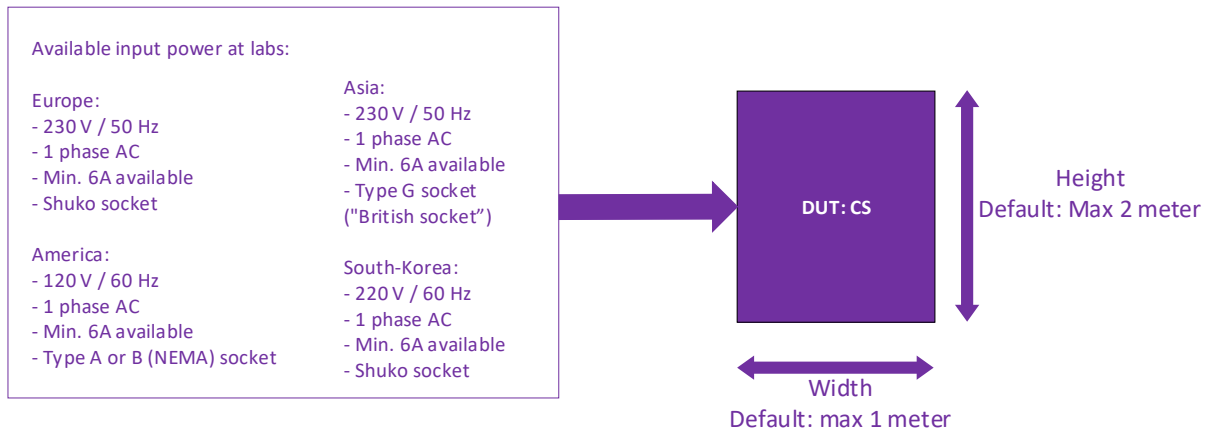 Available input power at labs:
Europe:
- 230 V / 50 Hz
- 1 phase AC
- Min. 6A available
- Shuko socket
America:
- 120 V / 60 Hz
- 1 phase AC
- Min. 6A available
- Type A or B (NEMA) socket
Asia:
- 230 V / 50 Hz
- 1 phase AC
- Min. 6A available
- Type G socket
("British socket”)
South-Korea:
- 220 V / 60 Hz
- 1 phase AC
- Min. 6A available
- Shuko socket
DUT: CS
Height
Default: Max 2 meter
Width
Default: max 1 meter